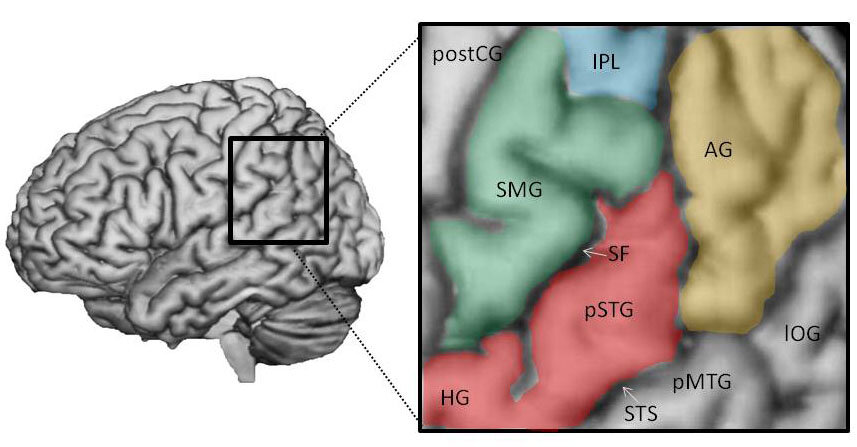 postCG
IPL
AG
SMG
SF
pSTG
lOG
pMTG
HG
STS